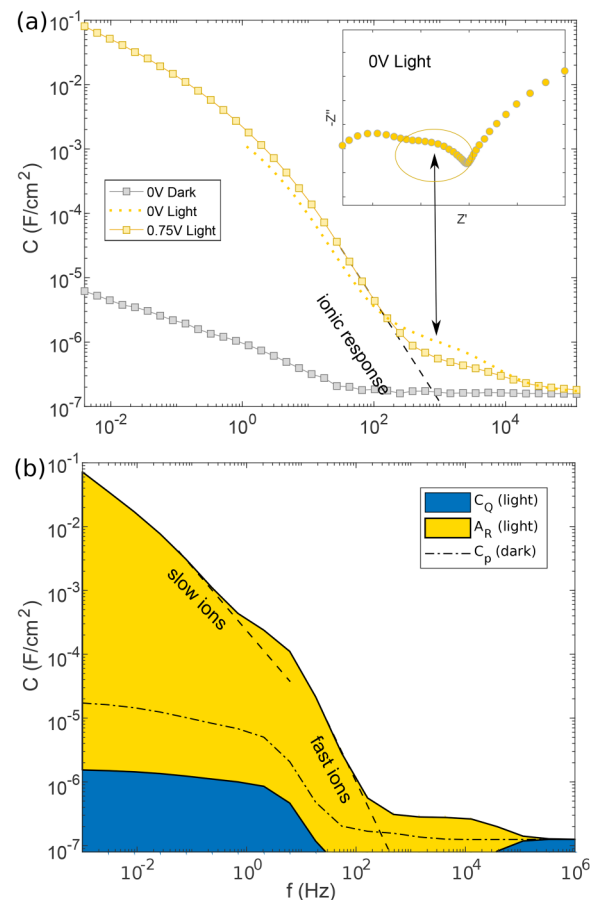 (a)
10^-1
10^-2
10^-3
10^-4
10^-5
10^-6
10^-7
C (F/cm^2)
0V Dark
0V Light
0.75V Light
0V Light
-Z''
Z'
ionic response
10^-2
10^0
10^2
10^4
(b)
10^-1
10^-2
10^-3
10^-4
10^-5
10^-6
10^-7
C (F/cm^2)
C_Q (light)
A_R (light)
C_p (dark)
slow ions
fast ions
10^-2
10^0
10^2
10^4
10^6
f (Hz)